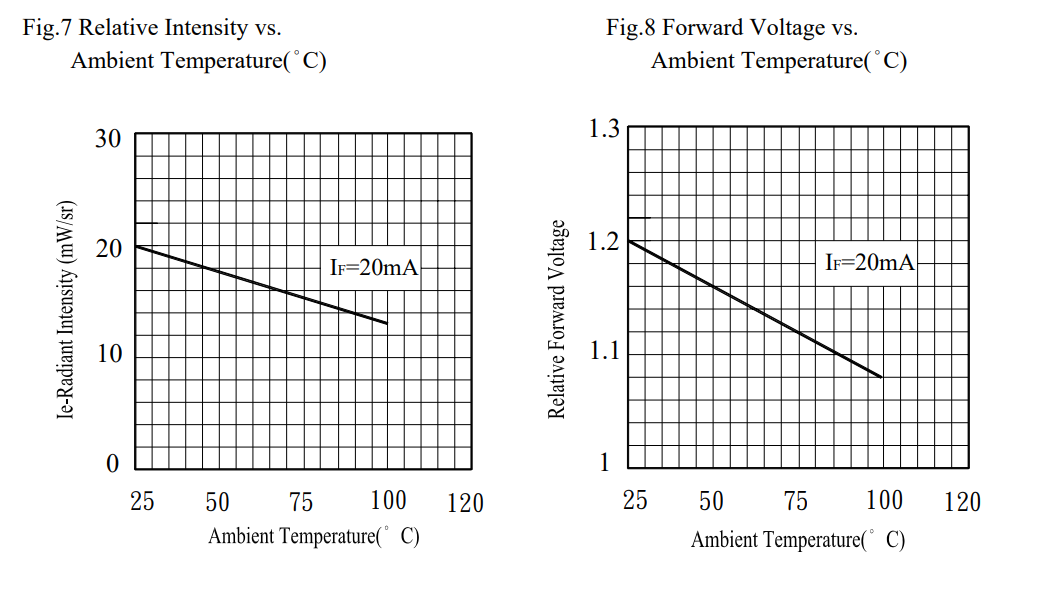 Fig.7 Relative Intensity vs.
Ambient Temperature(°C)
30
20
10
0
Ie-Radiant Intensity (mW/sr)
IF=20mA
25 50 75 100 120
Ambient Temperature(° C)
Fig.8 Forward Voltage vs.
Ambient Temperature(°C)
1.3
1.2
1.1
1
Relative Forward Voltage
IF=20mA
25 50 75 100 120
Ambient Temperature(° C)